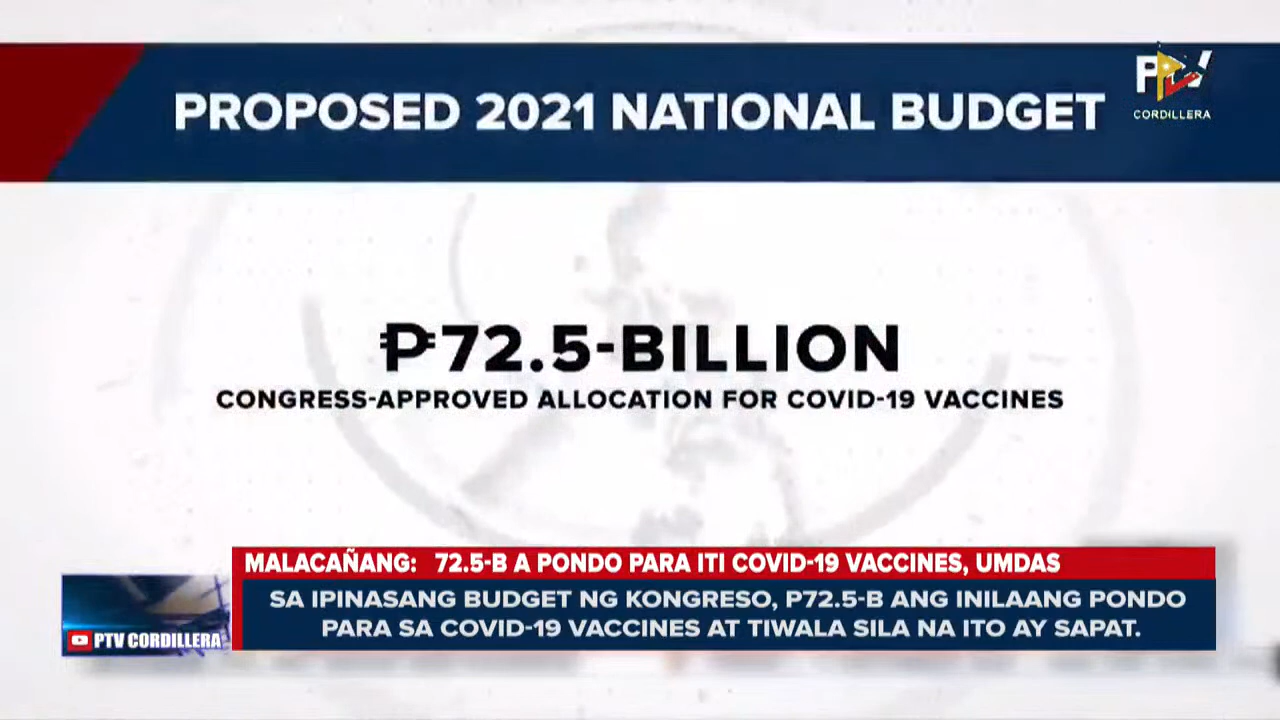 PROPOSED 2021 NATIONAL BUDGET
PTV
CORDILLERA
₱72.5-BILLION
CONGRESS-APPROVED ALLOCATION FOR COVID-19 VACCINES
MALACAÑANG: 72.5-B A PONDO PARA ITI COVID-19 VACCINES, UMDAS
SA IPINASANG BUDGET NG KONGRESO, P72.5-B ANG INILAANG PONDO
PARA SA COVID-19 VACCINES AT TIWALA SILA NA ITO AY SAPAT.
PTV CORDILLERA